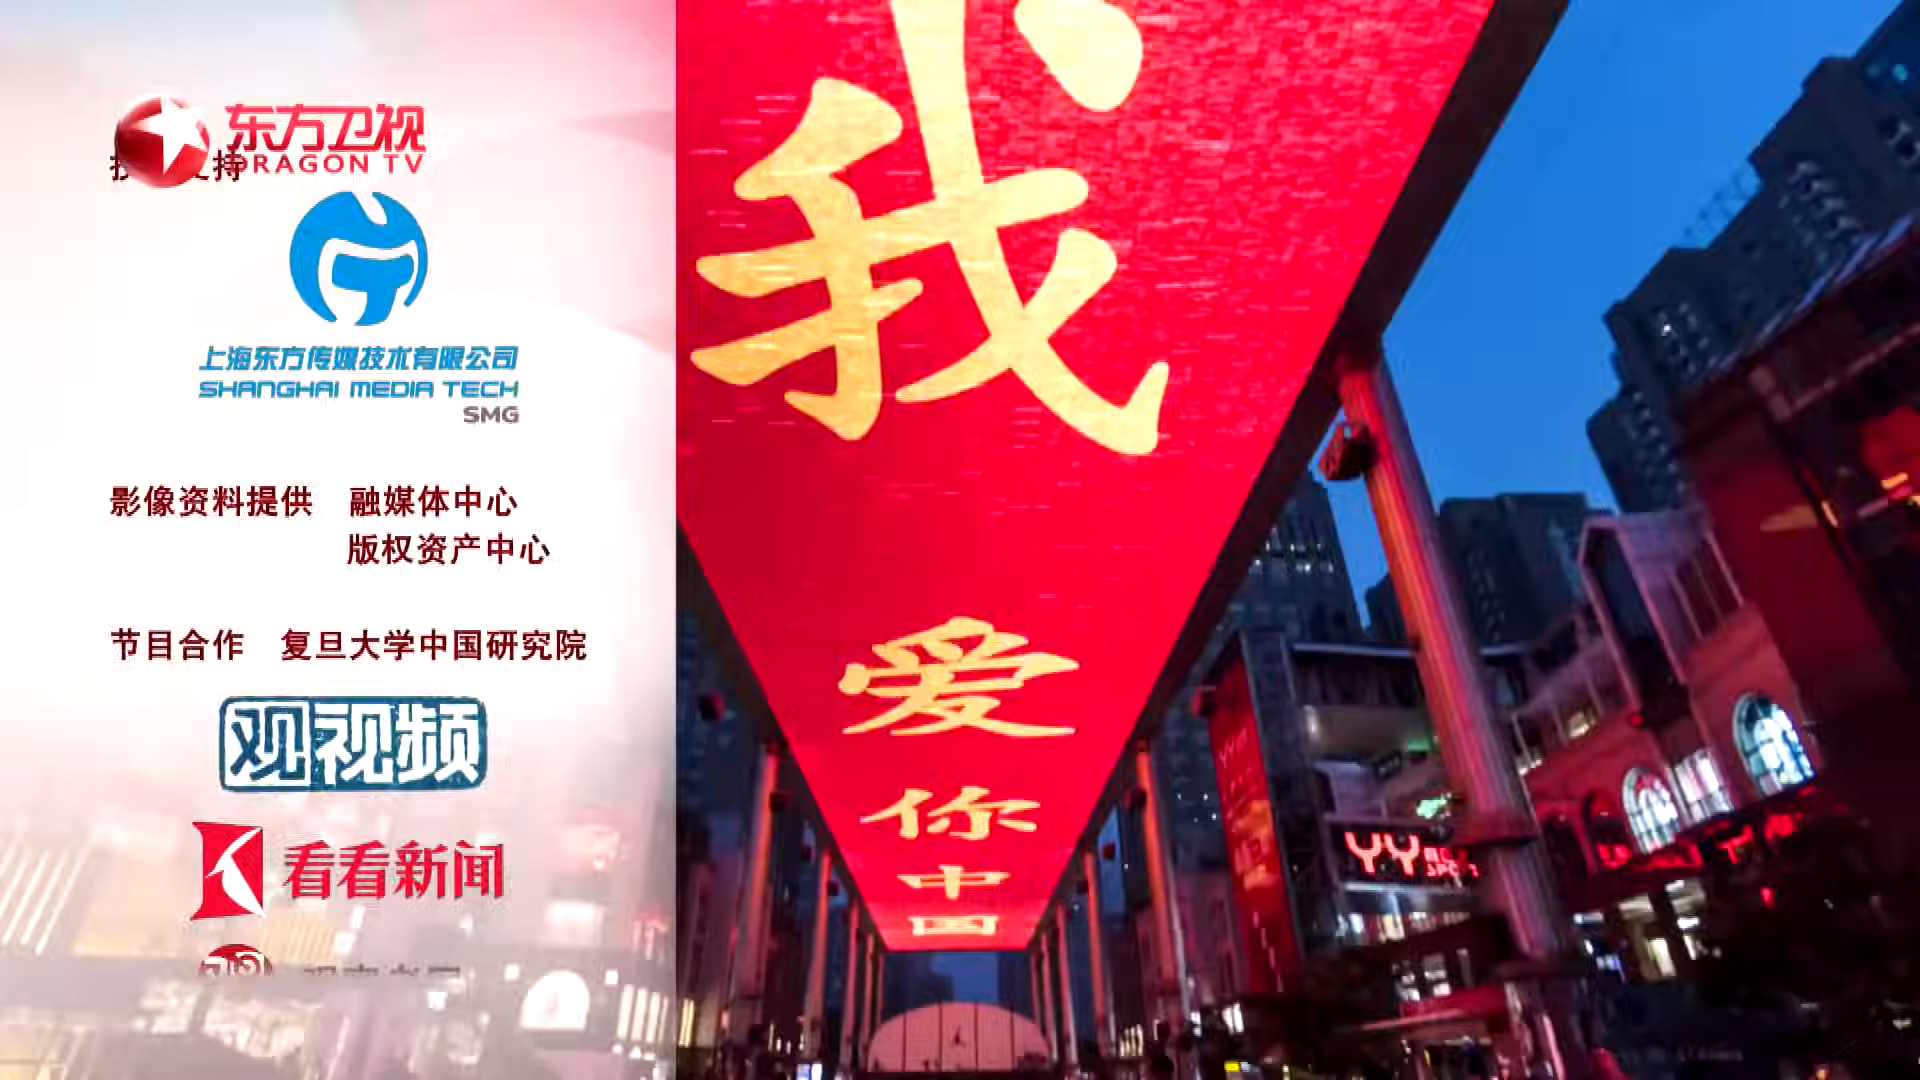 东方卫视
DRAGON TV
上海东方传媒技术有限公司
SHANGHAI MEDIA TECH
SMG
影像资料提供 融媒体中心
版权资产中心
节目合作 复旦大学中国研究院
观视频
看看新闻
我
爱
你
中
国
YY